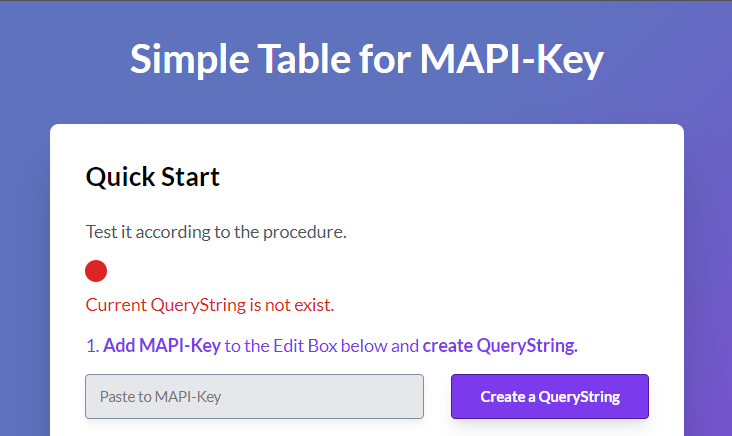 Simple Table for MAPI-Key
Quick Start
Test it according to the procedure.
Current QueryString is not exist.
1. Add MAPI-Key to the Edit Box below and create QueryString.
Paste to MAPI-Key
Create a QueryString